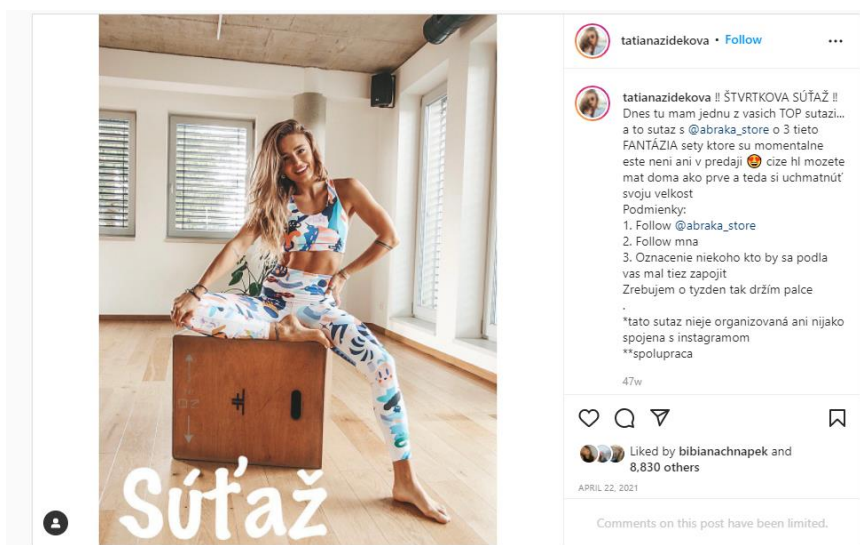 tatianazidekova • Follow
tatianazidekova ‼ ŠTVRTKOVA SÚŤAŽ ‼
Dnes tu mam jednu z vasich TOP sutazi...
a to sutaz s @abraka_store o 3 tieto
FANTÁZIA sety ktore su momentalne
este neni ani v predaji 🤩 cize hl mozete
mat doma ako prve a teda si uchmatnúť
svoju velkost
Podmienky:
1. Follow @abraka_store
2. Follow mna
3. Oznacenie niekoho kto by sa podla
vas mal tiez zapojit
Zrebujem o tyzden tak držím palce
.
*tato sutaz nieje organizovaná ani nijako
spojena s instagramom
**spolupraca
47w
Liked by bibianachnapek and
8,830 others
APRIL 22, 2021
Comments on this post have been limited.
Súťaž